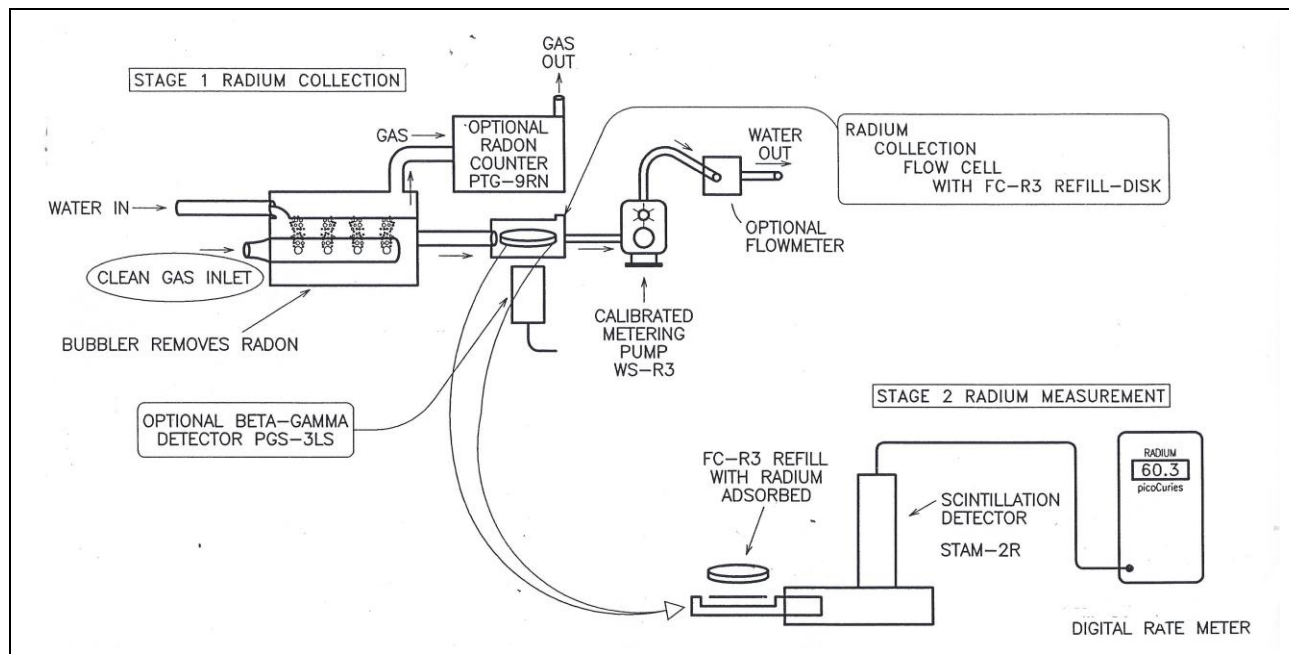 STAGE 1 RADIUM COLLECTION
GAS
OUT
GAS
OPTIONAL
RADON
COUNTER
PTG-9RN
WATER
OUT
RADIUM
COLLECTION
FLOW CELL
WITH FC-R3 REFILL-DISK
WATER IN
OPTIONAL
FLOWMETER
CLEAN GAS INLET
BUBBLER REMOVES RADON
CALIBRATED
METERING
PUMP
WS-R3
OPTIONAL BETA-GAMMA
DETECTOR PGS-3LS
STAGE 2 RADIUM MEASUREMENT
FC-R3 REFILL
WITH RADIUM
ADSORBED
SCINTILLATION
DETECTOR
STAM-2R
RADIUM
60.3
picoCuries
DIGITAL RATE METER